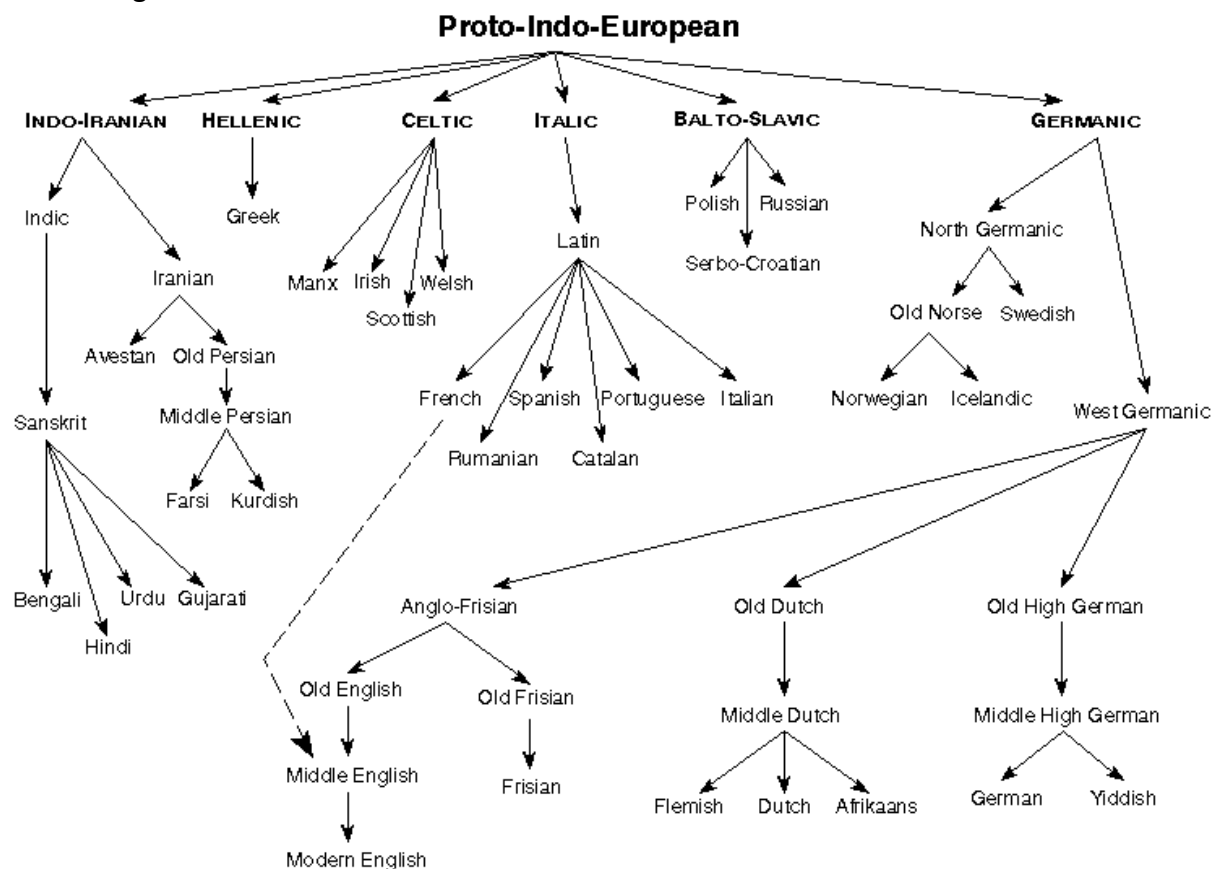 Proto-Indo-European
INDO-IRANIAN HELLENIC CELTIC ITALIC BALTO-SLAVIC GERMANIC
Polish Russian
Indic Greek North Germanic
Latin
Serbo-Croatian
Iranian Manx Irish Welsh
Scottish Old Norse Swedish
Avestan Old Persian
French Spanish Portuguese Italian Norwegian Icelandic
Middle Persian West Germanic
Sanskrit
Rumanian Catalan
Farsi Kurdish
Bengali Urdu Gujarati Anglo-Frisian Old Dutch Old High German
Hindi
Old English Old Frisian
Middle Dutch Middle High German
Middle English Frisian
Flemish Dutch Afrikaans German Yiddish
Modern English